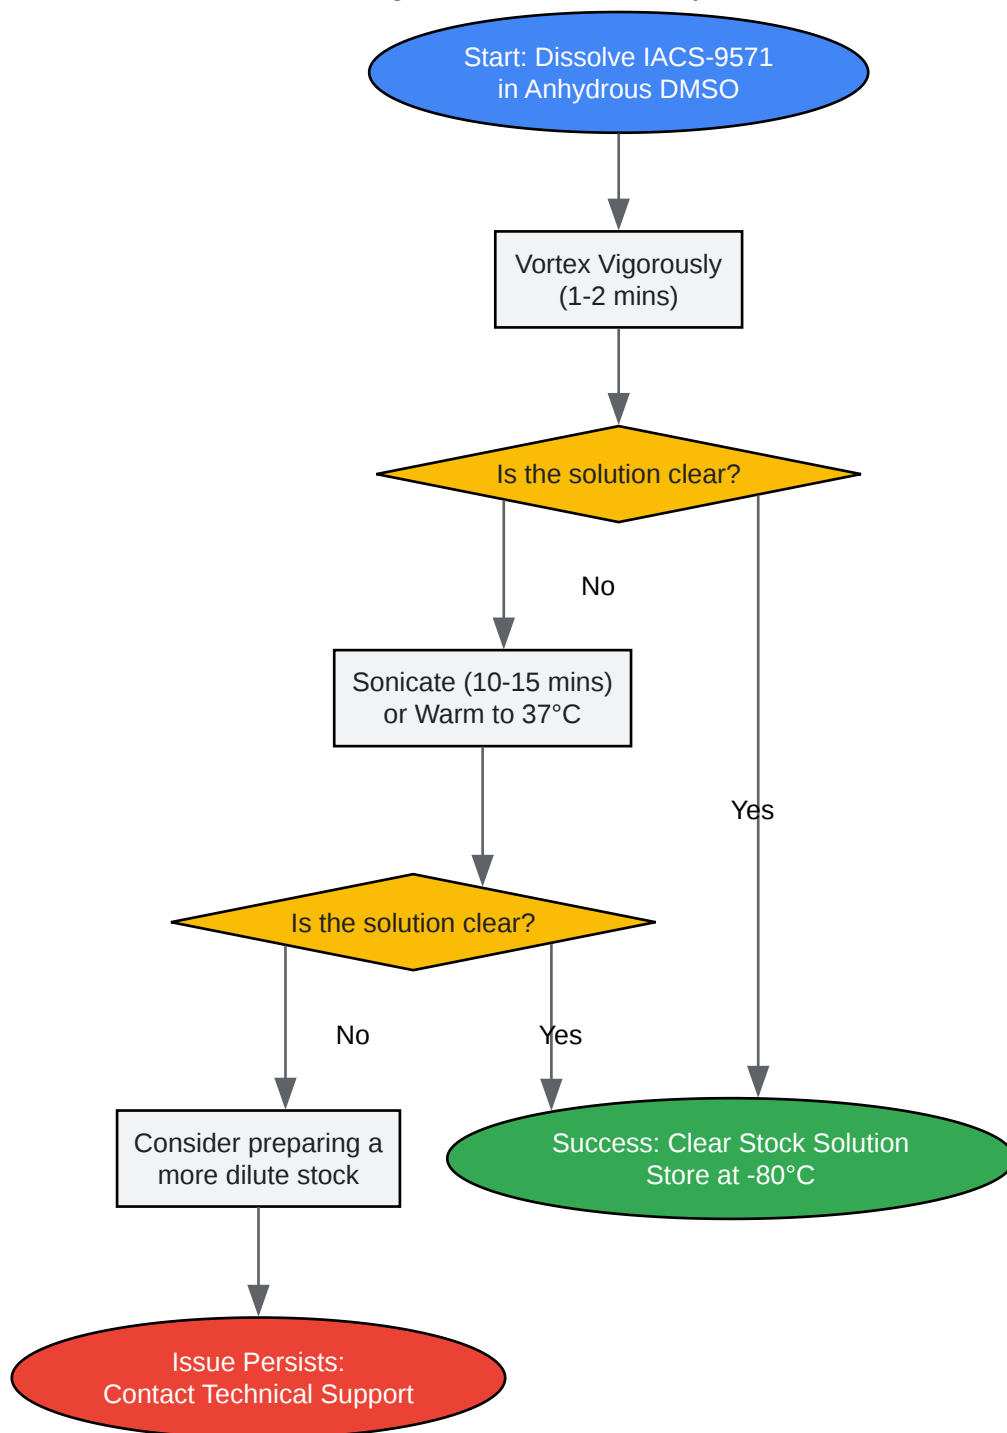 Start: Dissolve IACS-9571
in Anhydrous DMSO
Vortex Vigorously
(1-2 mins)
Is the solution clear?
No
Sonicate (10-15 mins)
or Warm to 37°C
Yes
Is the solution clear?
No
Yes
Consider preparing a
more dilute stock
Success: Clear Stock Solution
Store at -80°C
Issue Persists:
Contact Technical Support